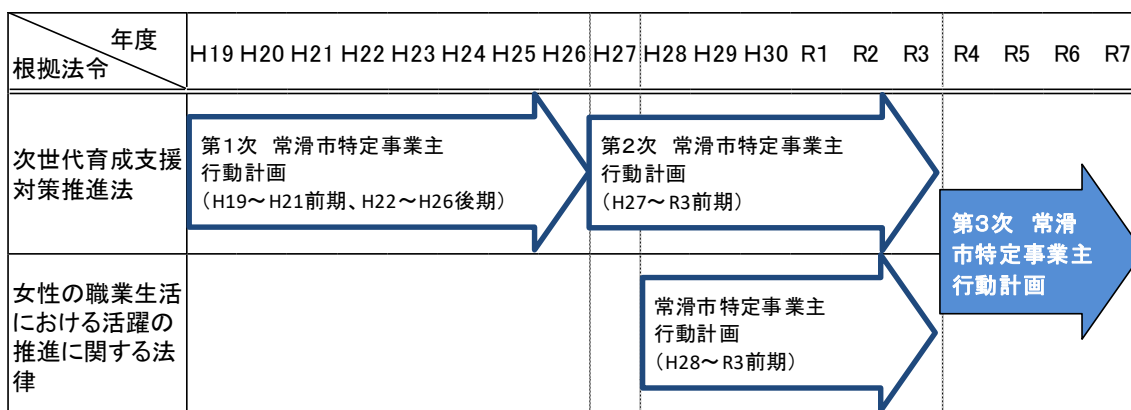 年度
根拠法令
H19 H20 H21 H22 H23 H24 H25 H26 H27 H28 H29 H30 R1 R2 R3 R4 R5 R6 R7
次世代育成支援
対策推進法
第1次　常滑市特定事業主
行動計画
（H19～H21前期、H22～H26後期）
第2次　常滑市特定事業主
行動計画
（H27～R3前期）
第3次　常滑
市特定事業主
行動計画
女性の職業生活
における活躍の
推進に関する法
律
常滑市特定事業主
行動計画
（H28～R3前期）